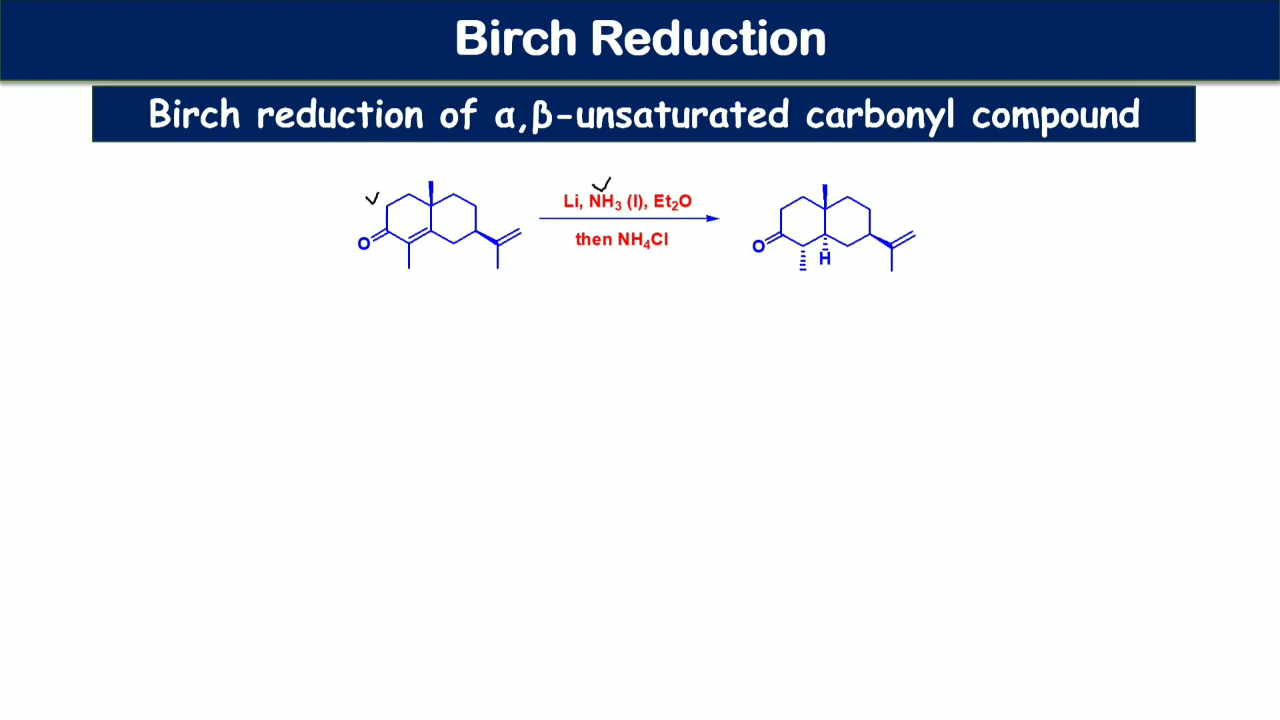 Birch Reduction
Birch reduction of α,β-unsaturated carbonyl compound
Li, NH₃ (l), Et₂O
then NH₄Cl
O
O
H